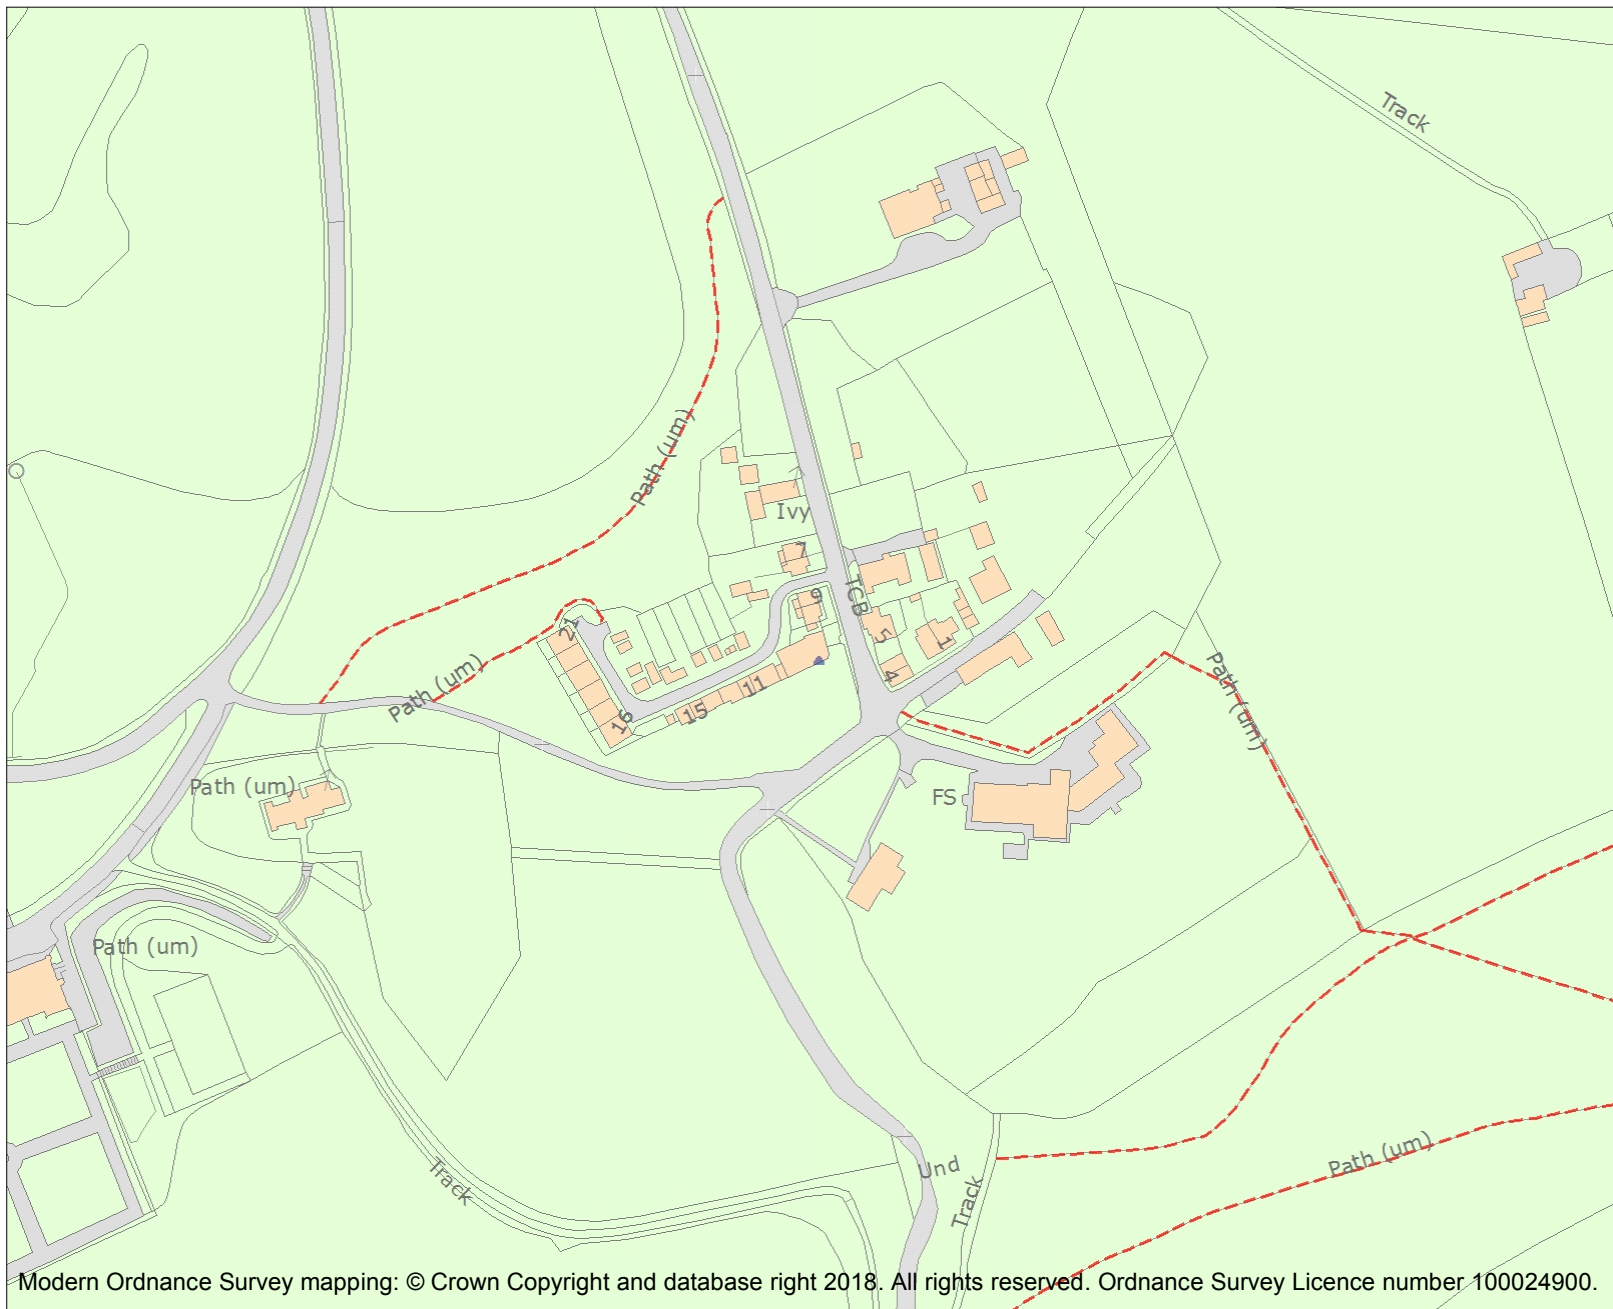 Track
Path (um)
Ivy
7
TCB
9
5
1
21
4
Path (um)
Path (um)
11
15
16
Path (um)
FS
Path (um)
Und
Path (um)
Track
Track
Modern Ordnance Survey mapping: © Crown Copyright and database right 2018. All rights reserved. Ordnance Survey Licence number 100024900.